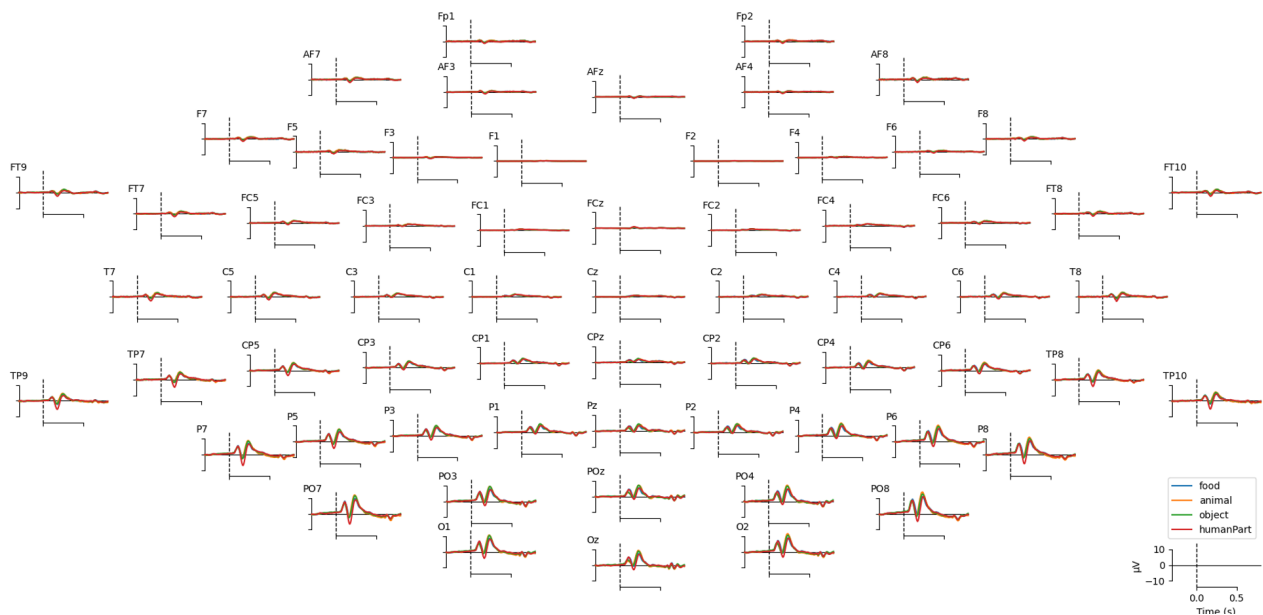 Fp1
Fp2
AF7
AF3
AFz
AF4
AF8
F7
F5
F3
F1
F2
F4
F6
F8
FT9
FT7
FC5
FC3
FC1
FCz
FC2
FC4
FC6
FT8
FT10
T7
C5
C3
C1
Cz
C2
C4
C6
T8
TP9
TP7
CP5
CP3
CP1
CPz
CP2
CP4
CP6
TP8
TP10
P7
P5
P3
P1
Pz
P2
P4
P6
P8
PO7
PO3
POz
PO4
PO8
O1
Oz
O2
food
animal
object
humanPart
10
0
−10
µV
0.0 0.5
Time (s)